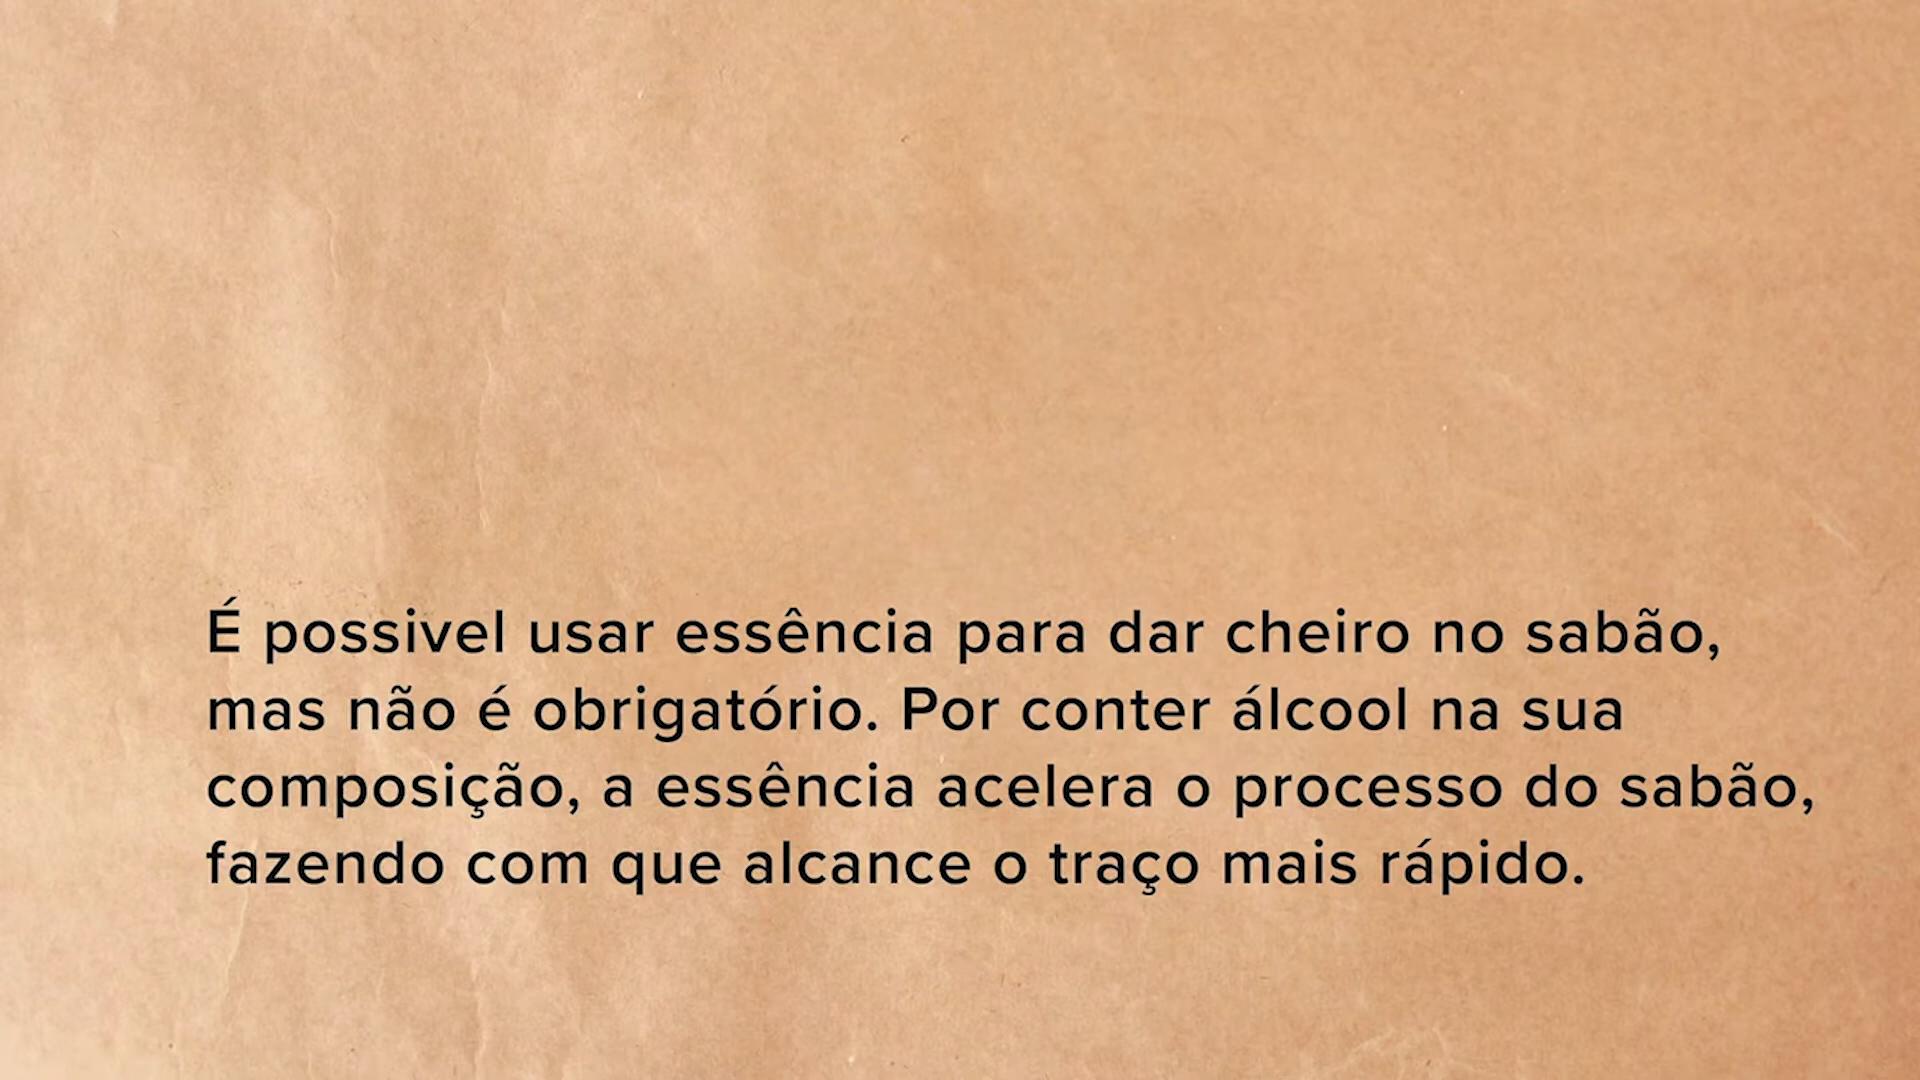 É possivel usar essência para dar cheiro no sabão,
mas não é obrigatório. Por conter álcool na sua
composição, a essência acelera o processo do sabão,
fazendo com que alcance o traço mais rápido.